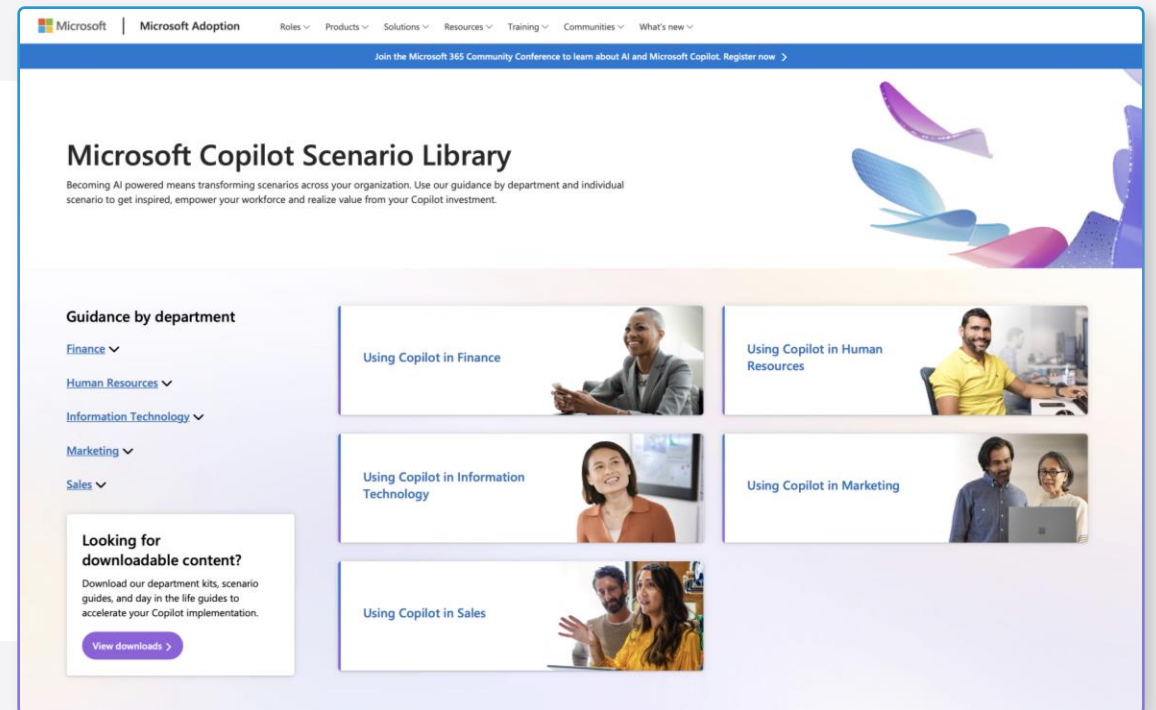 Microsoft
Microsoft Adoption
Roles
Products
Solutions
Resources
Training
Communities
What's new
Join the Microsoft 365 Community Conference to learn about AI and Microsoft Copilot. Register now
Microsoft Copilot Scenario Library
Becoming AI powered means transforming scenarios across your organization. Use our guidance by department and individual
scenario to get inspired, empower your workforce and realize value from your Copilot investment.
Guidance by department
Finance
Human Resources
Information Technology
Marketing
Sales
Looking for
downloadable content?
Download our department kits, scenario
guides, and day in the life guides to
accelerate your Copilot implementation.
View downloads
Using Copilot in Finance
Using Copilot in Human
Resources
Using Copilot in Information
Technology
Using Copilot in Marketing
Using Copilot in Sales